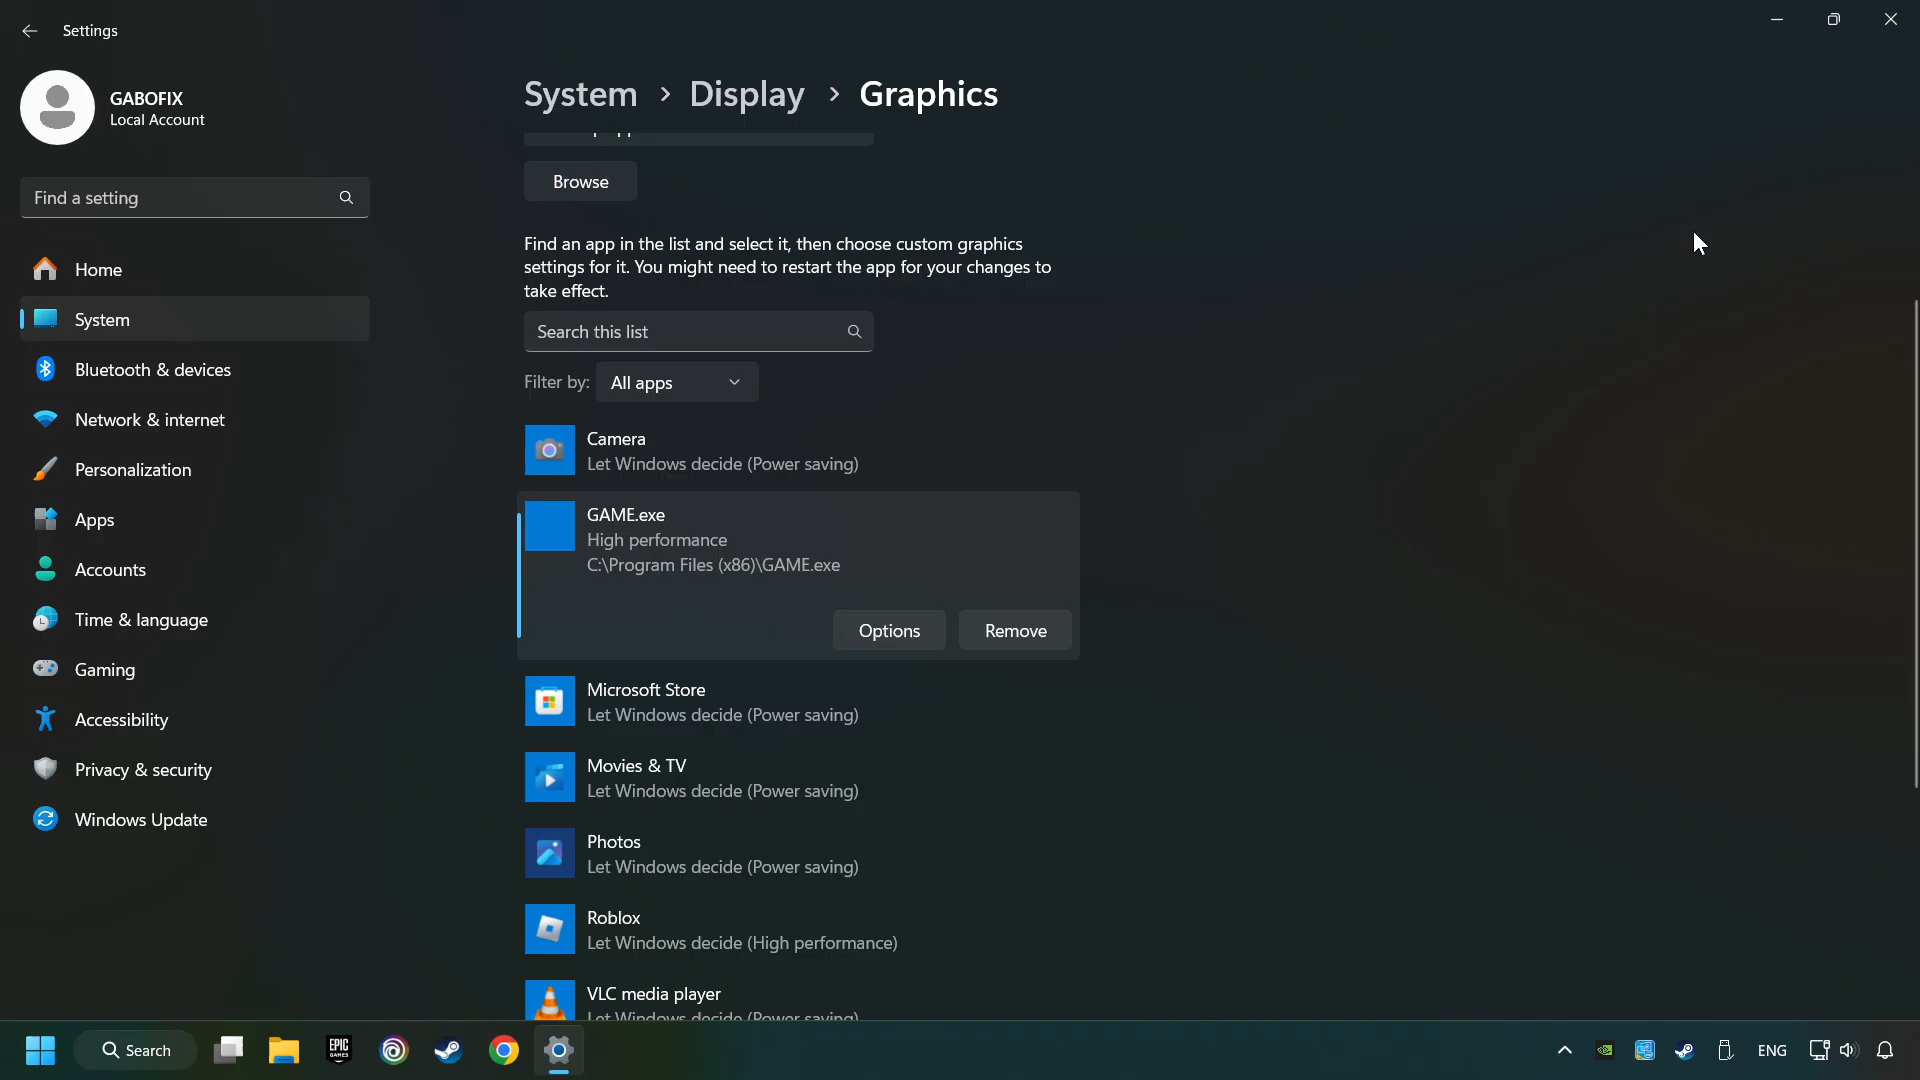 Settings
GABOFIX
Local Account
Find a setting
Home
System
Bluetooth & devices
Network & internet
Personalization
Apps
Accounts
Time & language
Gaming
Accessibility
Privacy & security
Windows Update
System > Display > Graphics
Browse
Find an app in the list and select it, then choose custom graphics
settings for it. You might need to restart the app for your changes to
take effect.
Search this list
Filter by: All apps
Camera
Let Windows decide (Power saving)
GAME.exe
High performance
C:\Program Files (x86)\GAME.exe
Options Remove
Microsoft Store
Let Windows decide (Power saving)
Movies & TV
Let Windows decide (Power saving)
Photos
Let Windows decide (Power saving)
Roblox
Let Windows decide (High performance)
VLC media player
Let Windows decide (Power saving)
Search EPIC GAMES ENG